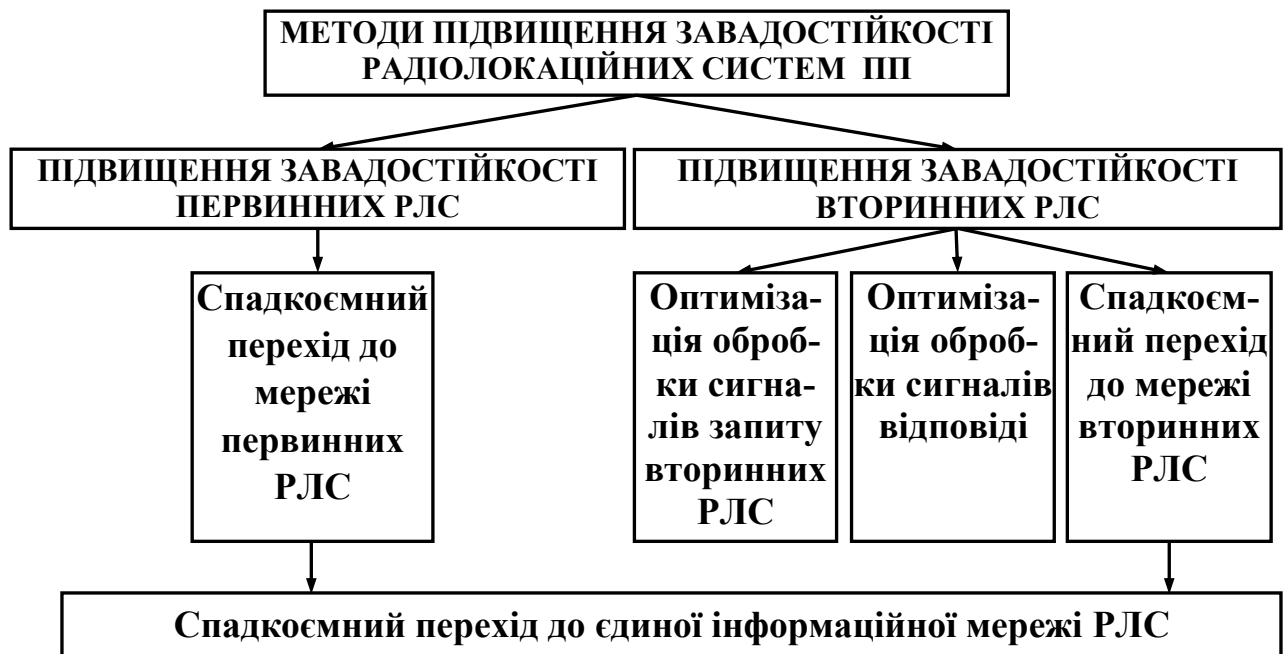 МЕТОДИ ПІДВИЩЕННЯ ЗАВАДОСТІЙКОСТІ
РАДІОЛОКАЦІЙНИХ СИСТЕМ ПП
ПІДВИЩЕННЯ ЗАВАДОСТІЙКОСТІ
ПЕРВИННИХ РЛС
ПІДВИЩЕННЯ ЗАВАДОСТІЙКОСТІ
ВТОРИННИХ РЛС
Спадкоємний
перехід до
мережі
первинних
РЛС
Оптиміза-
ція оброб-
ки сигна-
лів запиту
вторинних
РЛС
Оптиміза-
ція оброб-
ки сигналів
відповіді
Спадкоєм-
ний перехід
до мережі
вторинних
РЛС
Спадкоємний перехід до єдиної інформаційної мережі РЛС